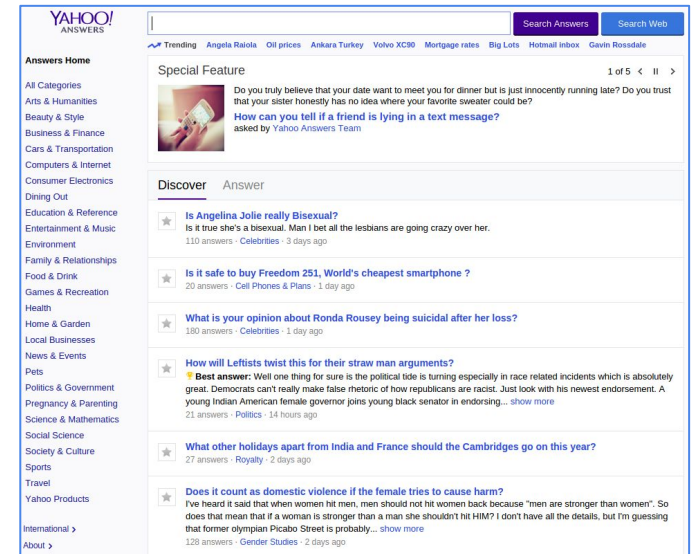 YAHOO!
ANSWERS
Search Answers
Search Web
Trending Angela Raiola Oil prices Ankara Turkey Volvo XC90 Mortgage rates Big Lots Hotmail inbox Gavin Rossdale
Answers Home
All Categories
Arts & Humanities
Beauty & Style
Business & Finance
Cars & Transportation
Computers & Internet
Consumer Electronics
Dining Out
Education & Reference
Entertainment & Music
Environment
Family & Relationships
Food & Drink
Games & Recreation
Health
Home & Garden
Local Businesses
News & Events
Pets
Politics & Government
Pregnancy & Parenting
Science & Mathematics
Social Science
Society & Culture
Sports
Travel
Yahoo Products
International >
About >
Special Feature
1 of 5
Do you truly believe that your date want to meet you for dinner but is just innocently running late? Do you trust
that your sister honestly has no idea where your favorite sweater could be?
How can you tell if a friend is lying in a text message?
asked by Yahoo Answers Team
Discover Answer
Is Angelina Jolie really Bisexual?
Is it true she's a bisexual. Man I bet all the lesbians are going crazy over her.
110 answers · Celebrities · 3 days ago
Is it safe to buy Freedom 251, World's cheapest smartphone ?
20 answers · Cell Phones & Plans · 1 day ago
What is your opinion about Ronda Rousey being suicidal after her loss?
180 answers · Celebrities · 1 day ago
How will Leftists twist this for their straw man arguments?
Best answer: Well one thing for sure is the political tide is turning especially in race related incidents which is absolutely
great. Democrats can't really make false rhetoric of how republicans are racist. Just look with his newest endorsement. A
young Indian American female governor joins young black senator in endorsing... show more
21 answers · Politics · 14 hours ago
What other holidays apart from India and France should the Cambridges go on this year?
27 answers · Royalty · 2 days ago
Does it count as domestic violence if the female tries to cause harm?
I've heard it said that when women hit men, men should not hit women back because "men are stronger than women". So
does that mean that if a woman is stronger than a man she shouldn't hit HIM? I don't have all the details, but I'm guessing
that former olympian Picabo Street is probably... show more
128 answers · Gender Studies · 2 days ago